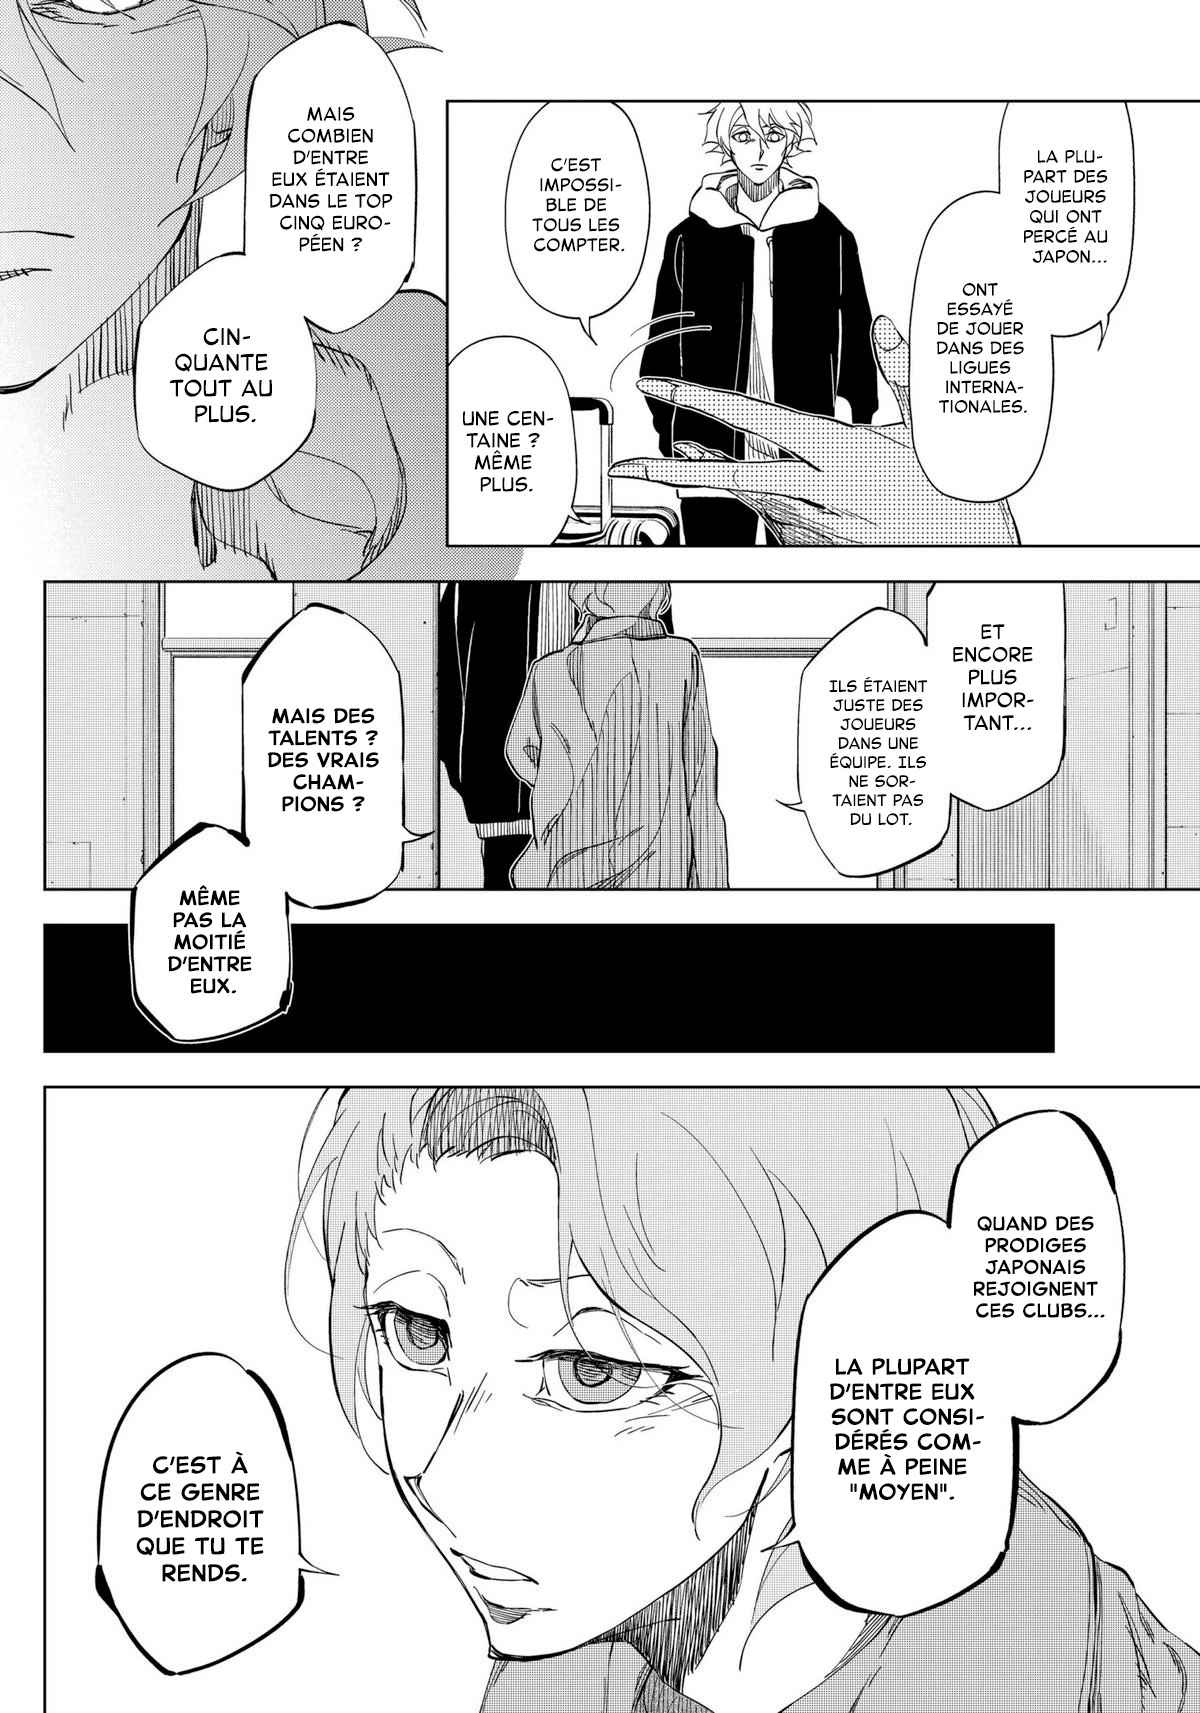 LA PLU-
PART DES
JOUEURS
QUI ONT
PERCÉ AU
JAPON...
ONT
ESSAYÉ
DE JOUER
DANS DES
LIGUES
INTERNA-
TIONALES.
C'EST
IMPOSSI-
BLE DE
TOUS LES
COMPTER.
UNE CEN-
TAINE ?
MÊME
PLUS.
MAIS
COMBIEN
D'ENTRE
EUX ÉTAIENT
DANS LE TOP
CINQ EURO-
PÉEN ?
CIN-
QUANTE
TOUT AU
PLUS.
ET
ENCORE
PLUS
IMPOR-
TANT...
ILS ÉTAIENT
JUSTE DES
JOUEURS
DANS UNE
ÉQUIPE. ILS
NE SOR-
TAIENT PAS
DU LOT.
MAIS DES
TALENTS ?
DES VRAIS
CHAM-
PIONS ?
MÊME
PAS LA
MOITIÉ
D'ENTRE
EUX.
QUAND DES
PRODIGES
JAPONAIS
REJOIGNENT
CES CLUBS...
LA PLUPART
D'ENTRE EUX
SONT CONSI-
DÉRÉS COM-
ME À PEINE
"MOYEN".
C'EST À
CE GENRE
D'ENDROIT
QUE TU TE
RENDS.